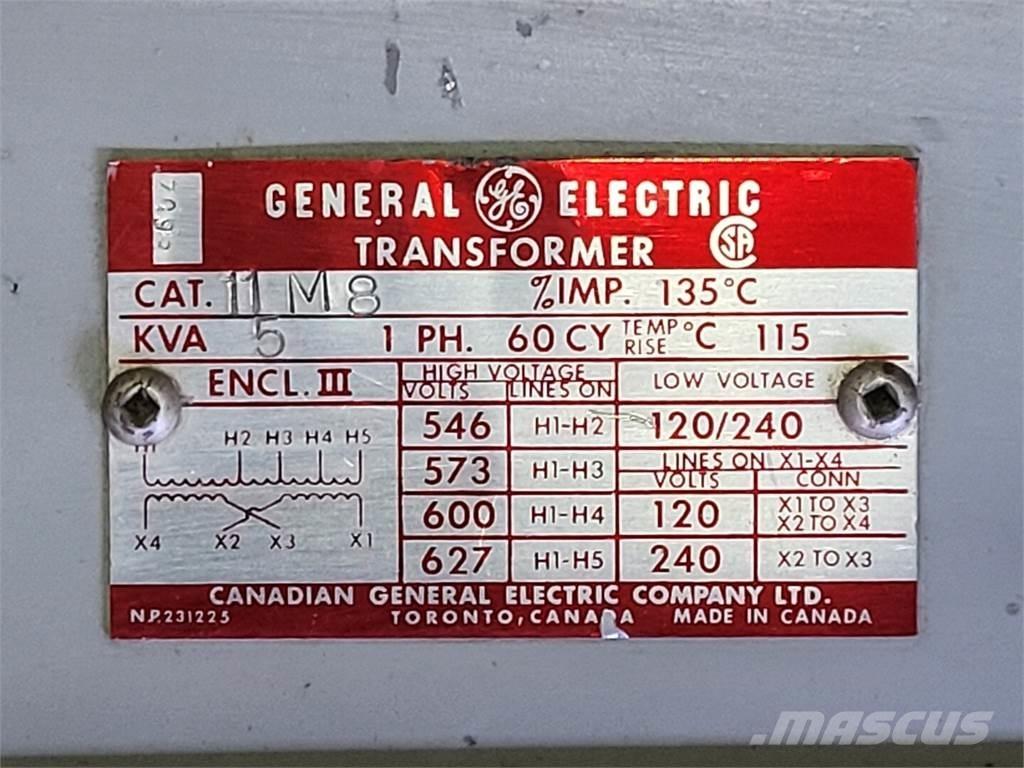 GENERAL GE ELECTRIC
TRANSFORMER CSA
CAT. 11 M 8 %IMP. 135°C
KVA 5 1 PH. 60 CY TEMP RISE °C 115
ENCL. III
HIGH VOLTAGE
VOLTS LINES ON
LOW VOLTAGE
546 H1-H2 120/240
573 H1-H3 LINES ON X1-X4
VOLTS CONN
600 H1-H4 120 X1 TO X3
X2 TO X4
627 H1-H5 240 X2 TO X3
H1 H2 H3 H4 H5
X4 X2 X3 X1
CANADIAN GENERAL ELECTRIC COMPANY LTD.
N.P.231225 TORONTO, CANADA MADE IN CANADA
MASCUS